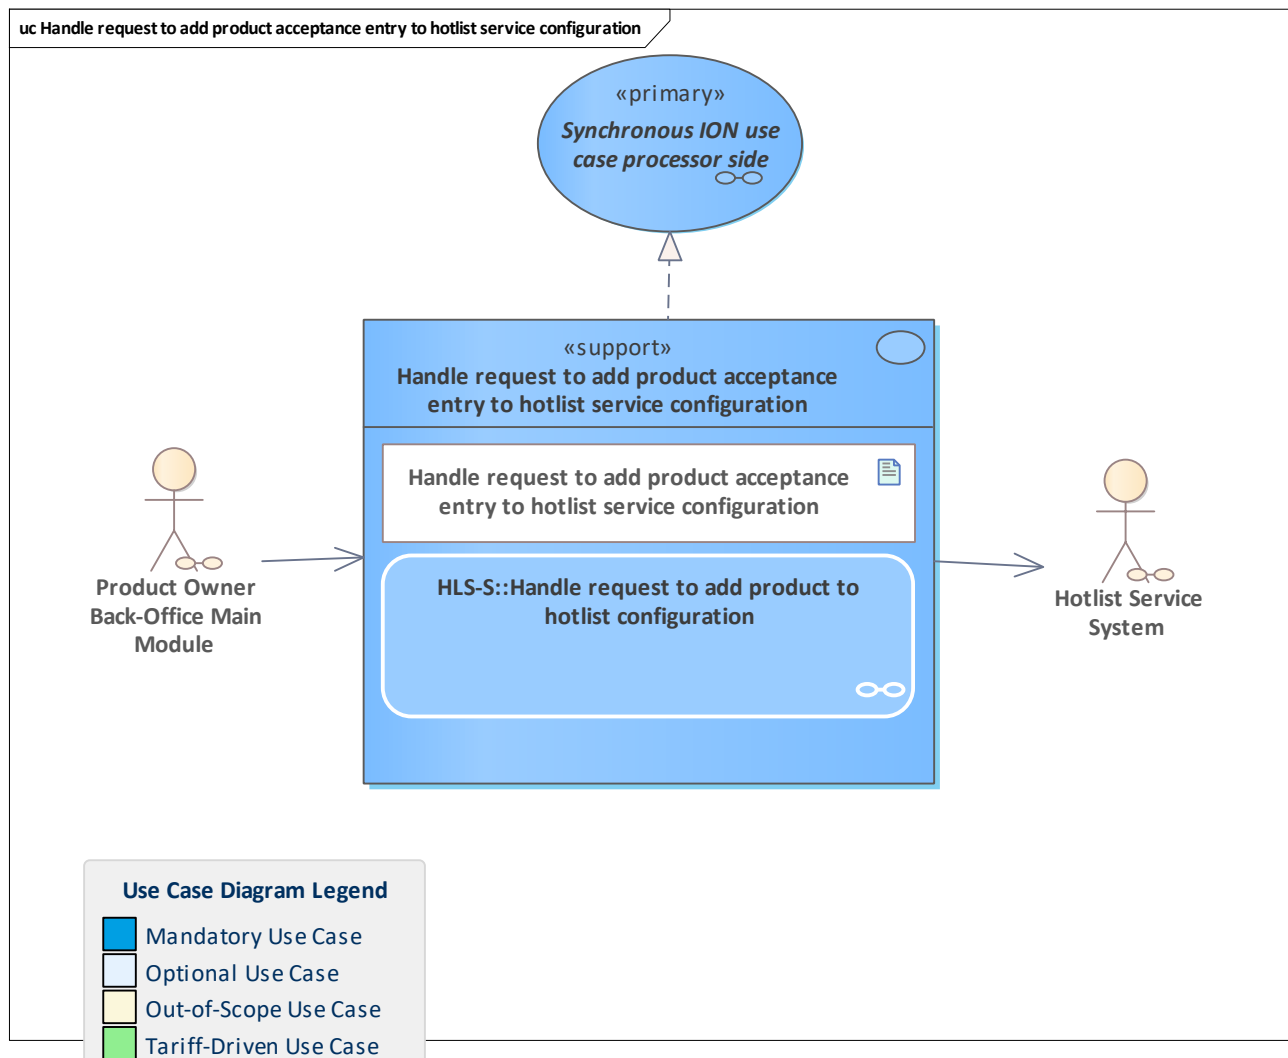 uc Handle request to add product acceptance entry to hotlist service configuration
«primary»
Synchronous ION use
case processor side
«support»
Handle request to add product acceptance
entry to hotlist service configuration
Handle request to add product acceptance
entry to hotlist service configuration
HLS-S::Handle request to add product to
hotlist configuration
Product Owner
Back-Office Main
Module
Hotlist Service
System
Use Case Diagram Legend
Mandatory Use Case
Optional Use Case
Out-of-Scope Use Case
Tariff-Driven Use Case